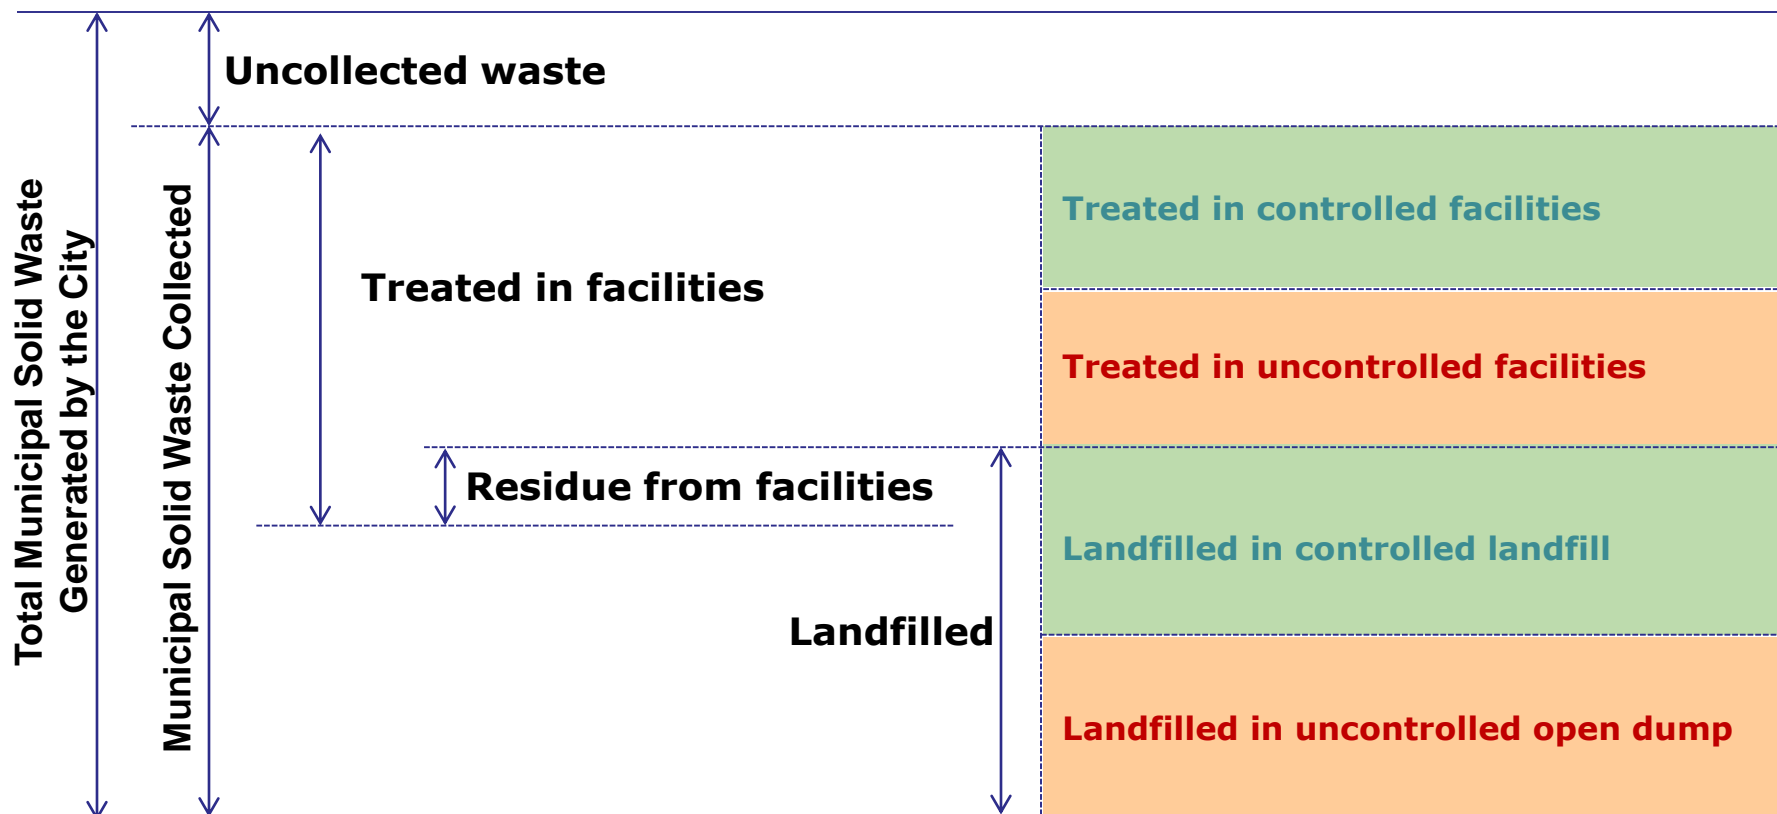 Total Municipal Solid Waste
Generated by the City
Municipal Solid Waste Collected
Uncollected waste
Treated in facilities
Residue from facilities
Landfilled
Treated in controlled facilities
Treated in uncontrolled facilities
Landfilled in controlled landfill
Landfilled in uncontrolled open dump